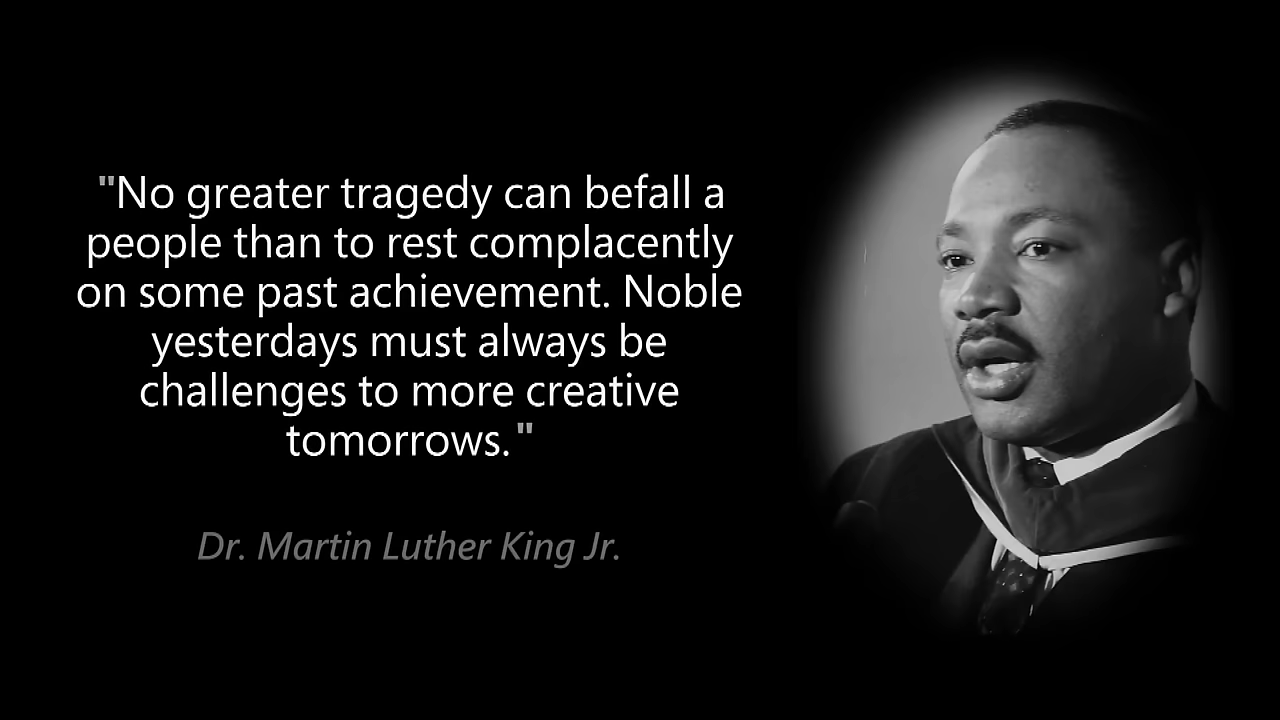 "No greater tragedy can befall a
people than to rest complacently
on some past achievement. Noble
yesterdays must always be
challenges to more creative
tomorrows."
Dr. Martin Luther King Jr.